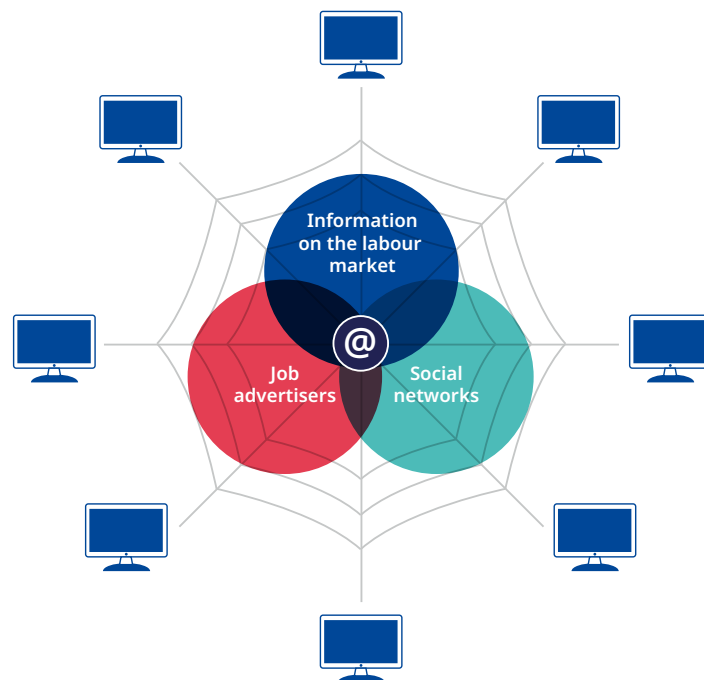 Information
on the labour
market
@
Job
advertisers
Social
networks